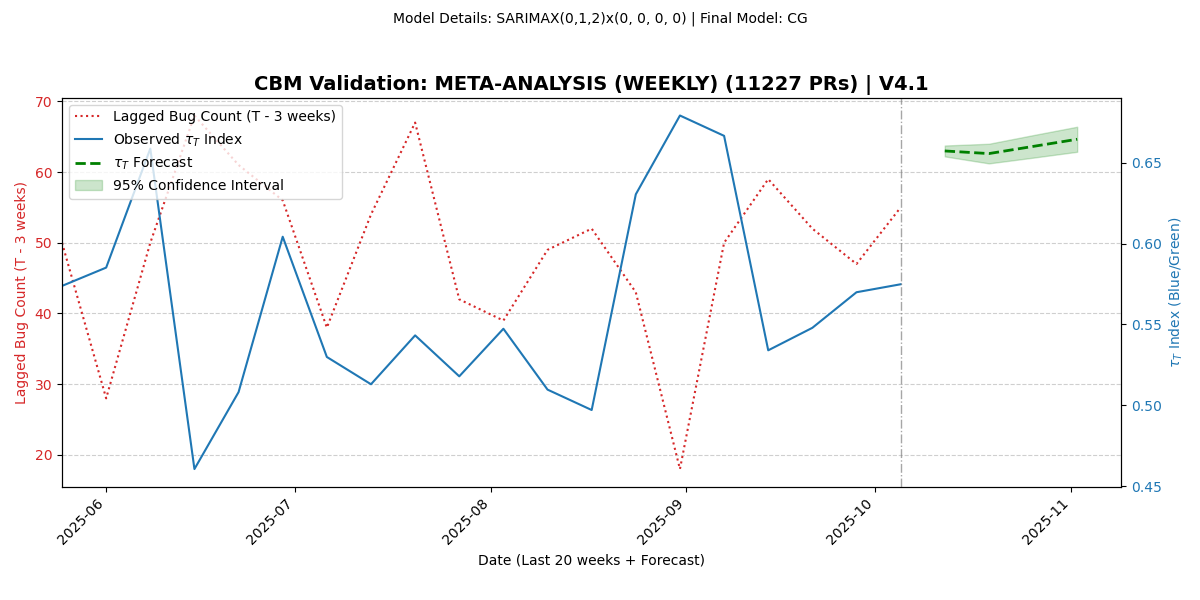 Model Details: SARIMAX(0,1,2)x(0, 0, 0, 0) | Final Model: CG
CBM Validation: META-ANALYSIS (WEEKLY) (11227 PRs) | V4.1
Lagged Bug Count (T - 3 weeks)
Observed τ_T Index
τ_T Forecast
95% Confidence Interval
Lagged Bug Count (T - 3 weeks)
70
60
50
40
30
20
0.65
0.60
0.55
0.50
0.45
τ_T Index (Blue/Green)
2025-06
2025-07
2025-08
2025-09
2025-10
2025-11
Date (Last 20 weeks + Forecast)